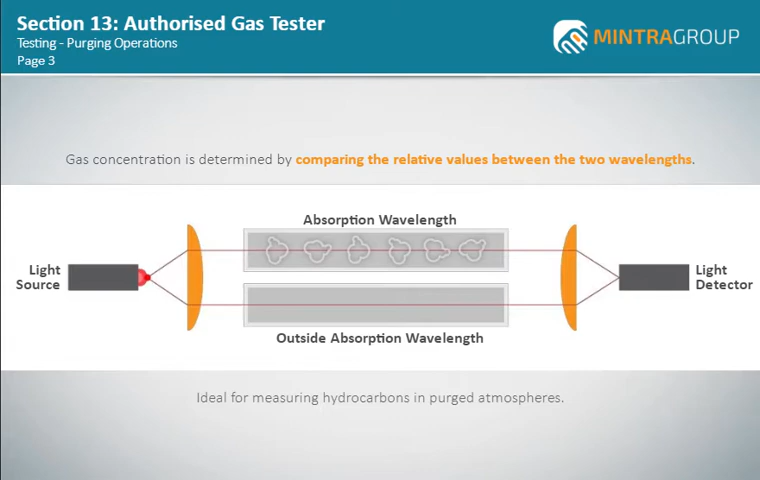 Section 13: Authorised Gas Tester
Testing - Purging Operations
Page 3
MINTRAGROUP
Gas concentration is determined by comparing the relative values between the two wavelengths.
Absorption Wavelength
Light
Source
Light
Detector
Outside Absorption Wavelength
Ideal for measuring hydrocarbons in purged atmospheres.